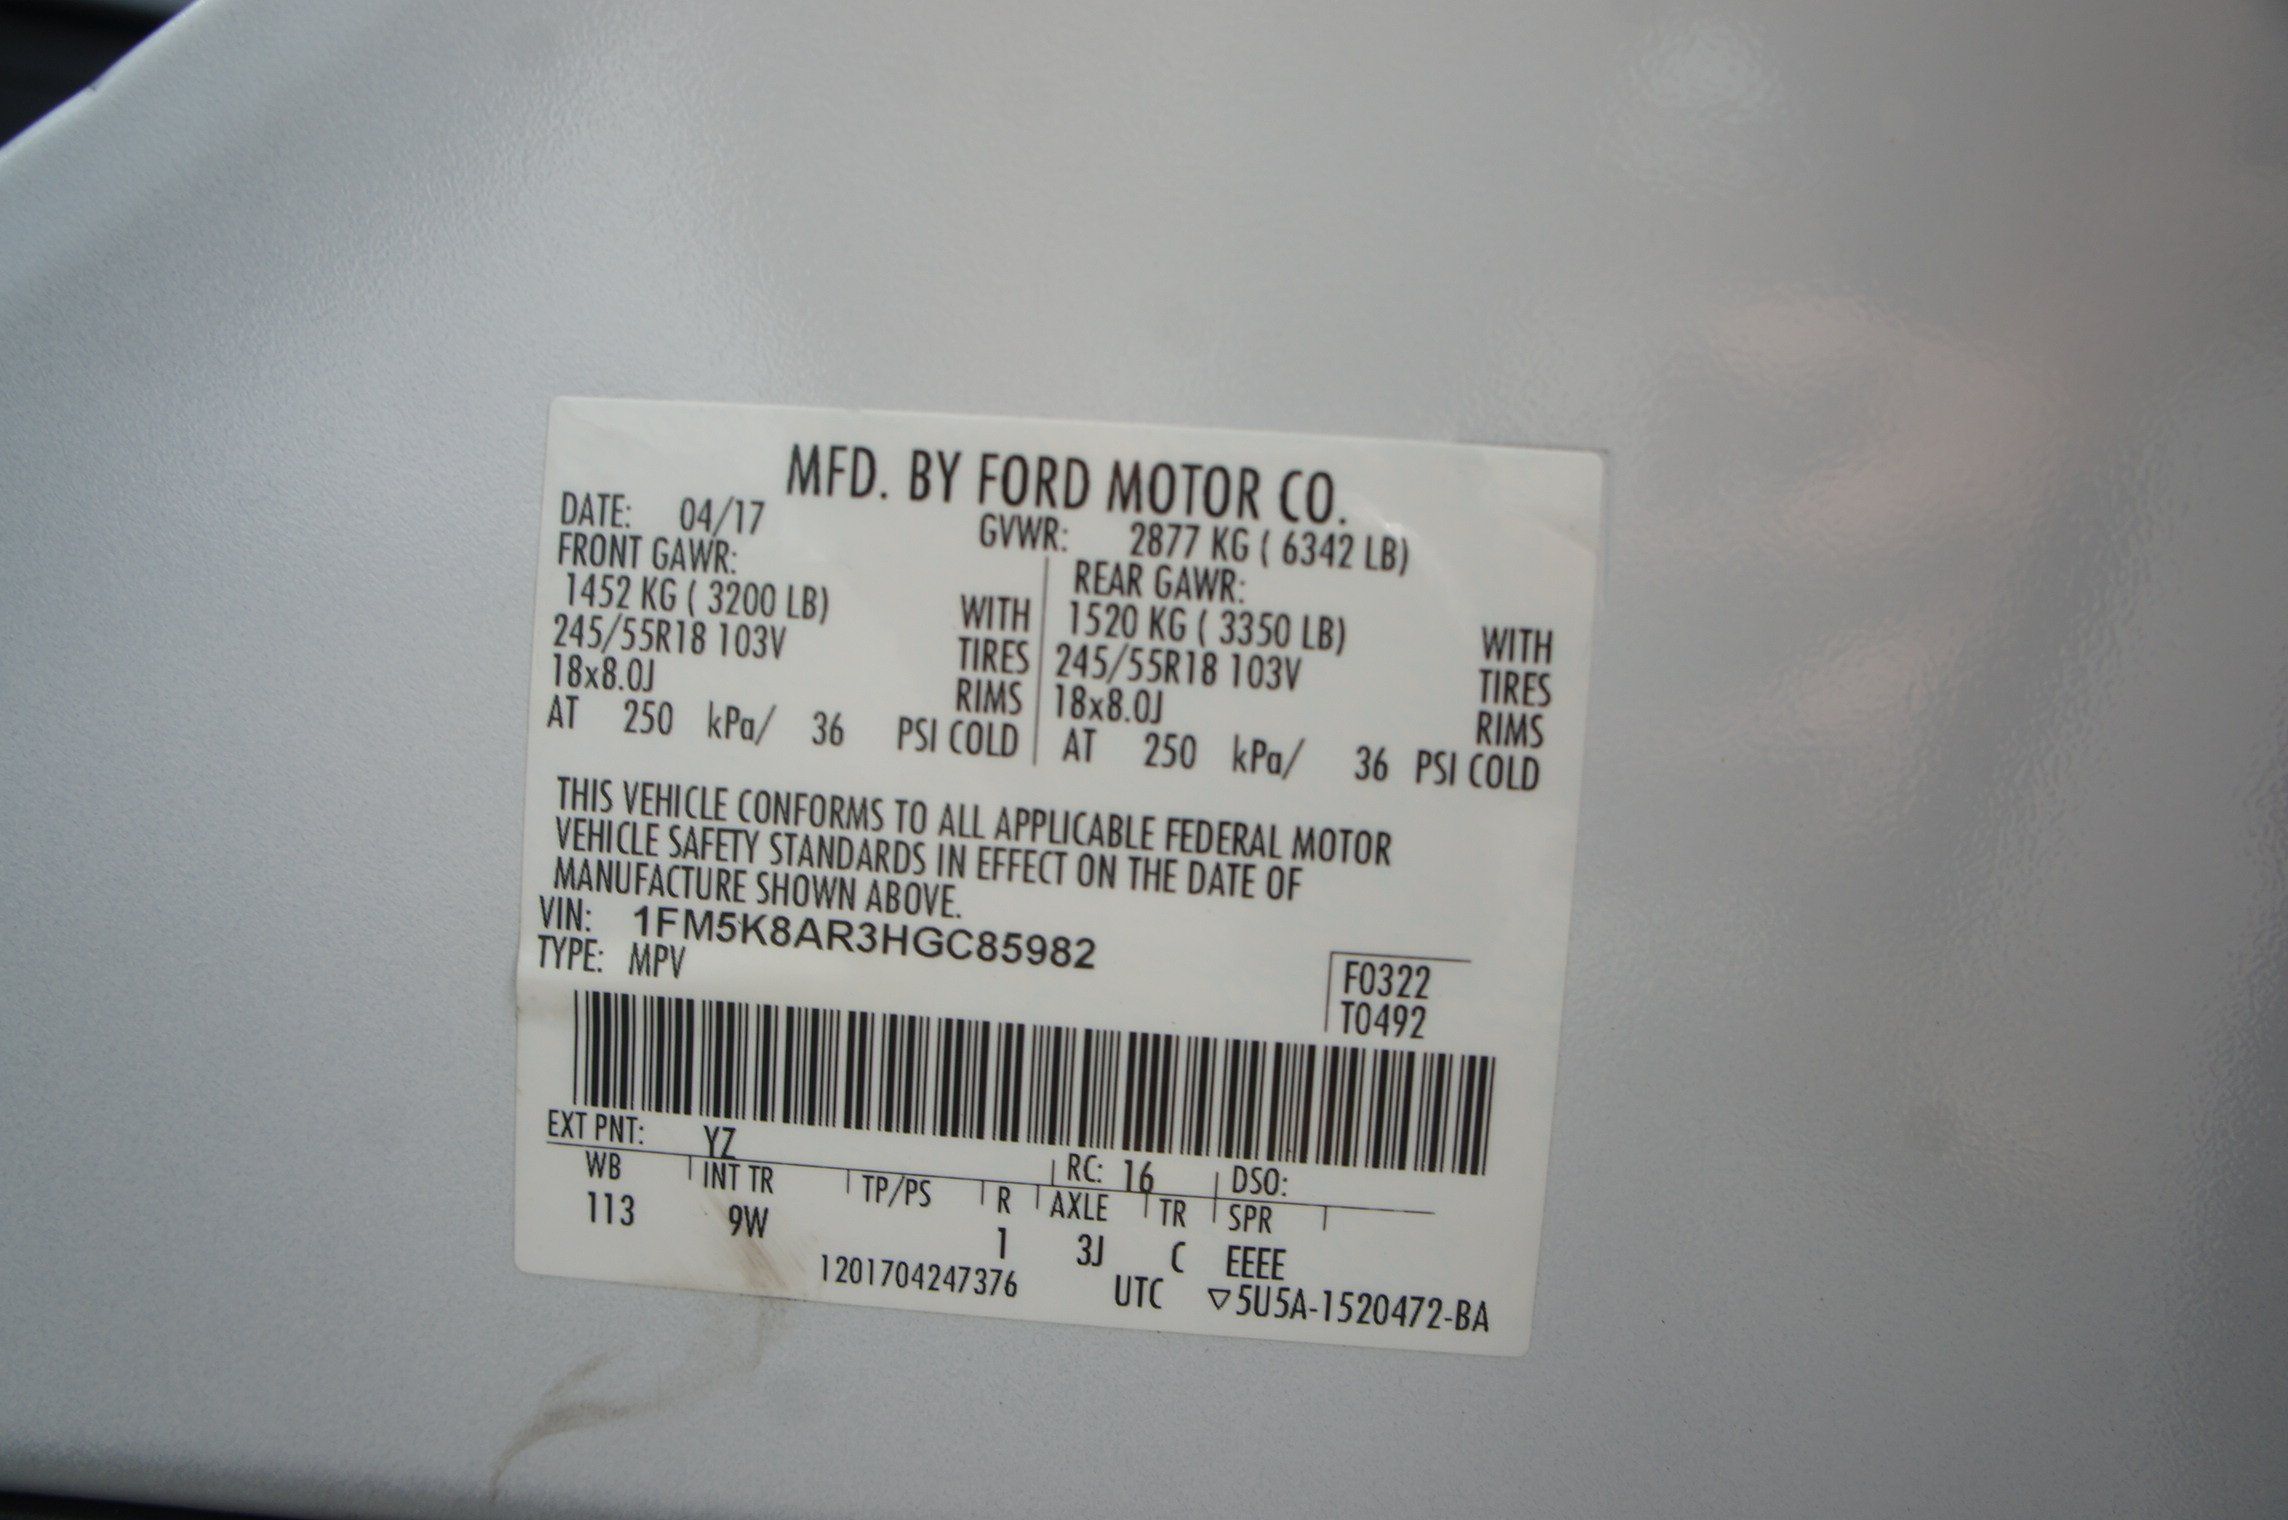 MFD. BY FORD MOTOR CO.
DATE: 04/17 GVWR: 2877 KG ( 6342 LB)
FRONT GAWR: REAR GAWR:
1452 KG ( 3200 LB) WITH 1520 KG ( 3350 LB) WITH
245/55R18 103V TIRES 245/55R18 103V TIRES
18x8.0J RIMS 18x8.0J RIMS
AT 250 kPa/ 36 PSI COLD AT 250 kPa/ 36 PSI COLD
THIS VEHICLE CONFORMS TO ALL APPLICABLE FEDERAL MOTOR
VEHICLE SAFETY STANDARDS IN EFFECT ON THE DATE OF
MANUFACTURE SHOWN ABOVE.
VIN: 1FM5K8AR3HGC85982
TYPE: MPV F0322
T0492
EXT PNT: YZ RC: 16 DSO:
WB INT TR TP/PS R AXLE TR SPR
113 9W 1 3J C EEEE
1201704247376 UTC ▽5U5A-1520472-BA